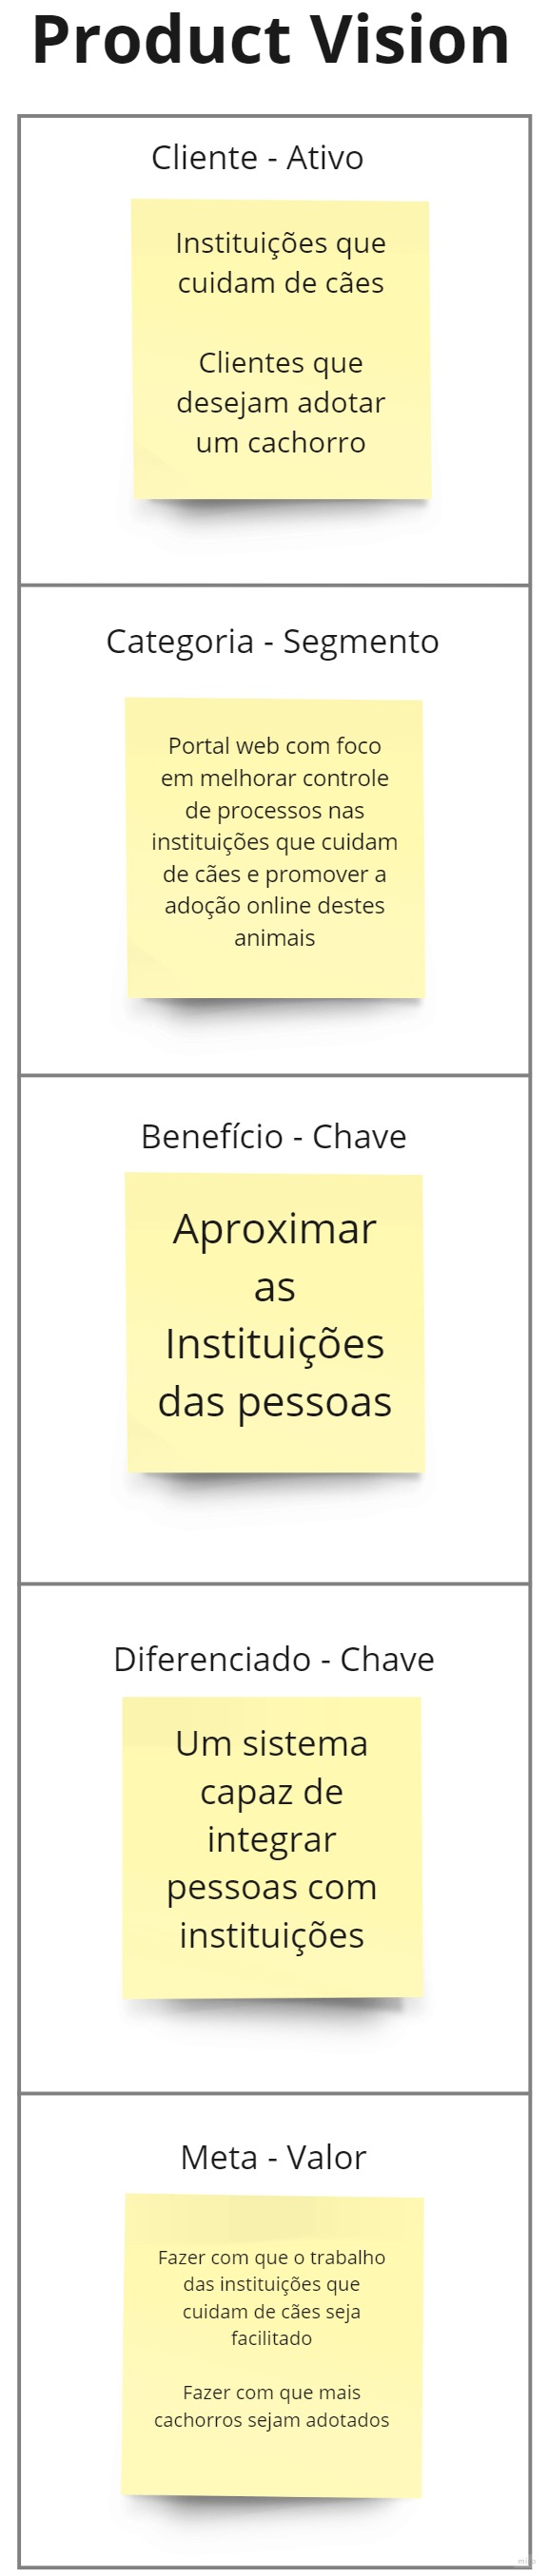 Product Vision
Cliente - Ativo
Instituições que
cuidam de cães
Clientes que
desejam adotar
um cachorro
Categoria - Segmento
Portal web com foco
em melhorar controle
de processos nas
instituições que cuidam
de cães e promover a
adoção online destes
animais
Benefício - Chave
Aproximar
as
Instituições
das pessoas
Diferenciado - Chave
Um sistema
capaz de
integrar
pessoas com
instituições
Meta - Valor
Fazer com que o trabalho
das instituições que
cuidam de cães seja
facilitado
Fazer com que mais
cachorros sejam adotados
miro